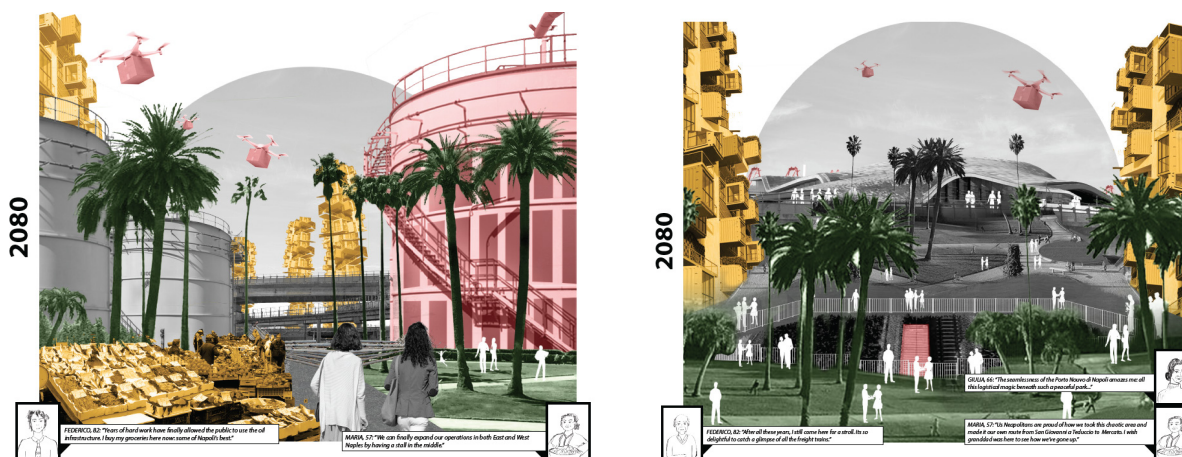 2080
FEDERICO, 82: "Years of hard work have finally allowed the public to use the oil
infrastructure. I buy my groceries here now: some of Napoli's best."
MARIA, 57: "We can finally expand our operations in both East and West
Naples by having a stall in the middle."
2080
GIULIA, 66: "The seamlessness of the Porto Nuovo di Napoli amazes me: all
this logistical magic beneath such a peaceful park..."
FEDERICO, 82: "After all these years, I still come here for a stroll. Its so
delightful to catch a glimpse of all the freight trains."
MARIA, 57: "Us Neapolitans are proud of how we took this chaotic area and
made it our own route from San Giovanni a Teduccio to Mercato. I wish
granddad was here to see how we've gone up."